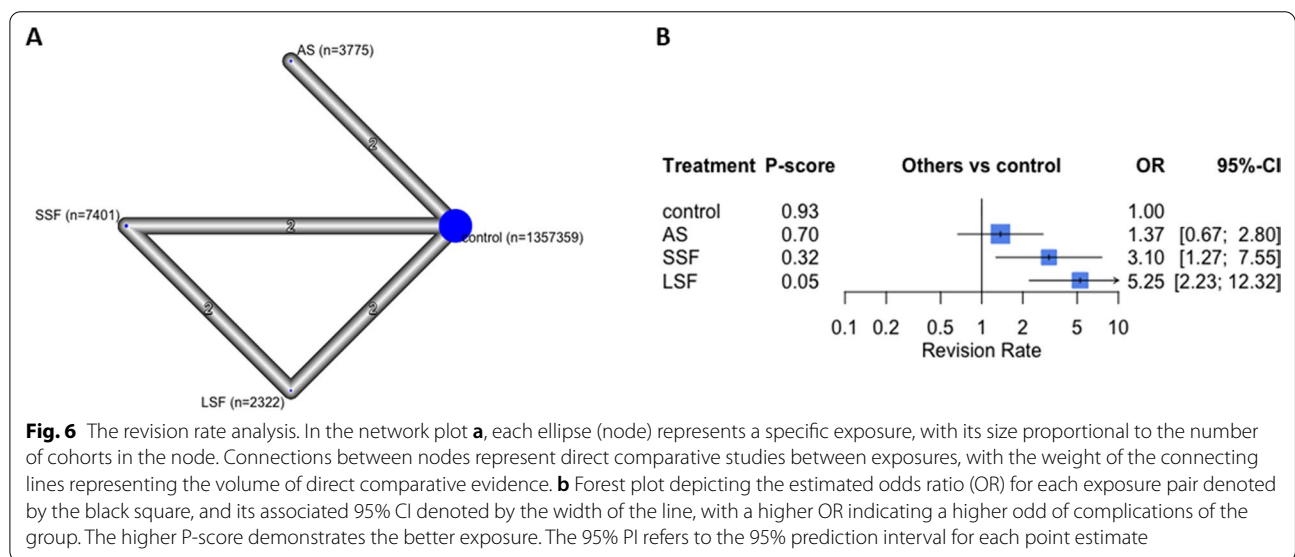 A
AS (n=3775)
2
SSF (n=7401)
2
control (n=1357359)
2
2
LSF (n=2322)
B
Treatment P-score Others vs control OR 95%-CI
control 0.93 1.00
AS 0.70 1.37 [0.67; 2.80]
SSF 0.32 3.10 [1.27; 7.55]
LSF 0.05 5.25 [2.23; 12.32]
0.1 0.2 0.5 1 2 5 10
Revision Rate
Fig. 6 The revision rate analysis. In the network plot a, each ellipse (node) represents a specific exposure, with its size proportional to the number
of cohorts in the node. Connections between nodes represent direct comparative studies between exposures, with the weight of the connecting
lines representing the volume of direct comparative evidence. b Forest plot depicting the estimated odds ratio (OR) for each exposure pair denoted
by the black square, and its associated 95% CI denoted by the width of the line, with a higher OR indicating a higher odd of complications of the
group. The higher P-score demonstrates the better exposure. The 95% PI refers to the 95% prediction interval for each point estimate